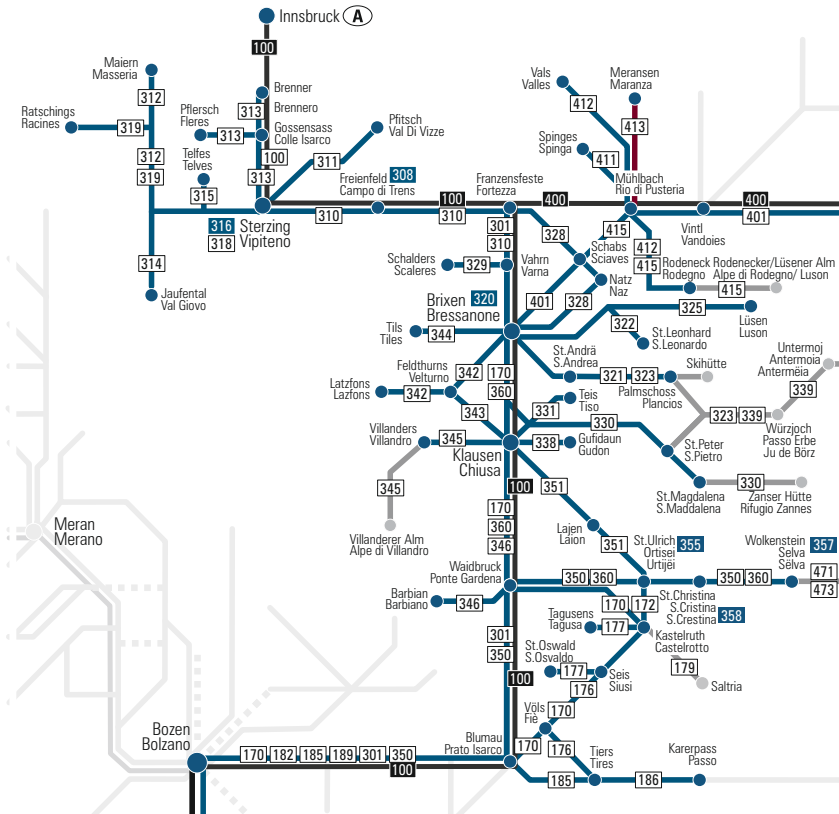 Innsbruck A
100
Maiern
Masseria
312
Ratschings
Racines
319
312
319
314
Jaufental
Val Giovo
Brenner
Brennero
313
Pflersch
Fleres
313
Gossensass
Colle Isarco
100
313
Telfes
Telves
315
311
Pfitsch
Val Di Vizze
316
318
Sterzing
Vipiteno
310
Freienfeld 308
Campo di Trens
100
310
Franzensfeste
Fortezza
301
310
400
Vals
Valles
412
Meransen
Maranza
413
Spinges
Spinga
411
Mühlbach
Rio di Pusteria
400
401
Vintl
Vandoies
415
412
415
328
Schabs
Sciaves
Schalders
Scaleres
329
Vahrn
Varna
Natz
Naz
Rodeneck
Rodegno
Rodenecker/Lüsener Alm
Alpe di Rodegno/ Luson
415
Brixen 320
Bressanone
401
328
325
322
Lüsen
Luson
St.Leonhard
S.Leonardo
Tils
Tiles
344
Feldthurns
Velturno
342
170
360
St.Andrä
S.Andrea
321
323
Skihütte
Palmschoss
Plancios
Untermoj
Antermoia
Antermëia
339
Latzfons
Lazfons
342
343
331
Teis
Tiso
323
339
Würzjoch
Passo Erbe
Ju de Börz
330
Villanders
Villandro
345
338
Gufidaun
Gudon
Klausen
Chiusa
St.Peter
S.Pietro
345
100
351
St.Magdalena
S.Maddalena
330
Zanser Hütte
Rifugio Zannes
Villanderer Alm
Alpe di Villandro
170
360
346
Lajen
Laion
351
St.Ulrich
Ortisei
Urtijëi
355
Wolkenstein
Selva
Sëlva
357
471
473
Waidbruck
Ponte Gardena
350
360
350
360
St.Christina
S.Cristina
S.Crestina
358
Barbian
Barbiano
346
170
172
Tagusens
Tagusa
177
Kastelruth
Castelrotto
301
350
St.Oswald
S.Osvaldo
177
Seis
Siusi
179
Saltria
100
176
Völs
Fiè
170
Meran
Merano
Bozen
Bolzano
170
182
185
189
301
350
100
Blumau
Prato Isarco
170
176
Tiers
Tires
185
186
Karerpass
Passo